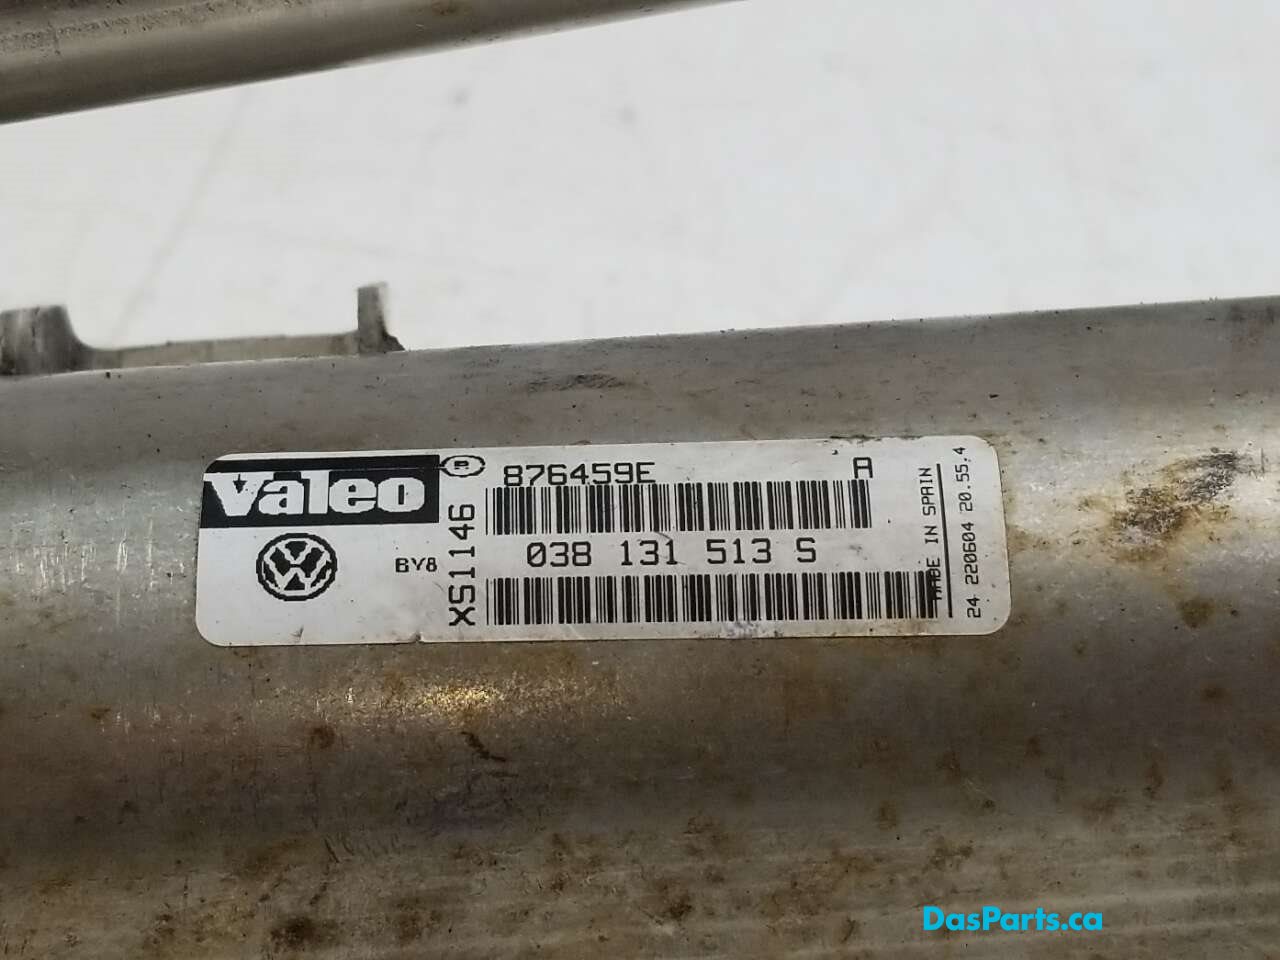 Valeo
R
876459E A
XS1146
BY8
038 131 513 S
MADE IN SPAIN
24 220604 20.55.4
DasParts.ca